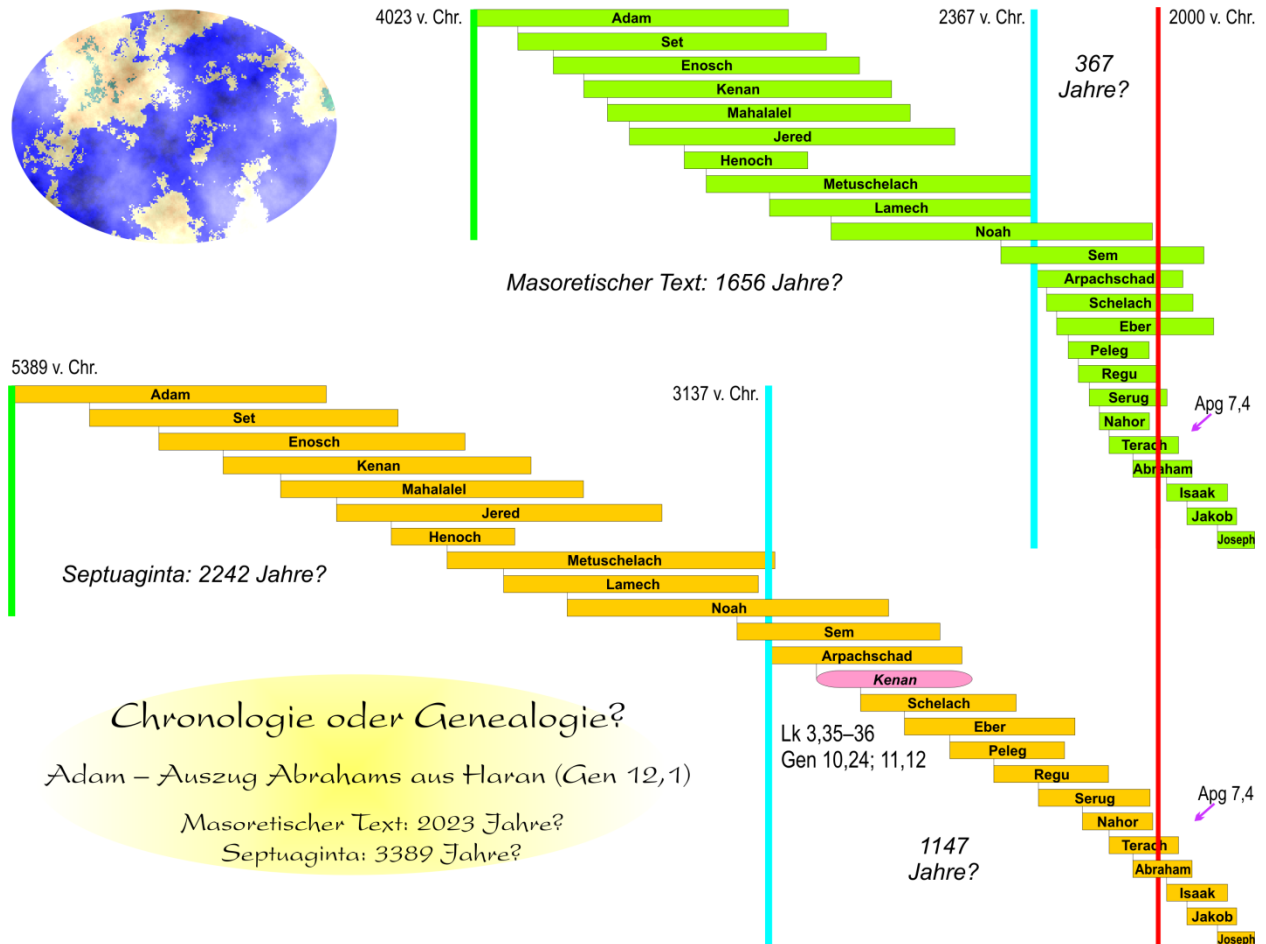 4023 v. Chr.
2367 v. Chr.
2000 v. Chr.
367
Jahre?
Adam
Set
Enosch
Kenan
Mahalalel
Jered
Henoch
Metuschelach
Lamech
Noah
Sem
Arpachschad
Schelach
Eber
Peleg
Regu
Serug
Nahor
Terach
Abraham
Isaak
Jakob
Joseph
Apg 7,4
Masoretischer Text: 1656 Jahre?
5389 v. Chr.
3137 v. Chr.
Adam
Set
Enosch
Kenan
Mahalalel
Jered
Henoch
Metuschelach
Lamech
Noah
Sem
Arpachschad
Kenan
Schelach
Eber
Peleg
Regu
Serug
Nahor
Terach
Abraham
Isaak
Jakob
Joseph
Septuaginta: 2242 Jahre?
Lk 3,35–36
Gen 10,24; 11,12
Apg 7,4
1147
Jahre?
Chronologie oder Genealogie?
Adam – Auszug Abrahams aus Haran (Gen 12,1)
Masoretischer Text: 2023 Jahre?
Septuaginta: 3389 Jahre?